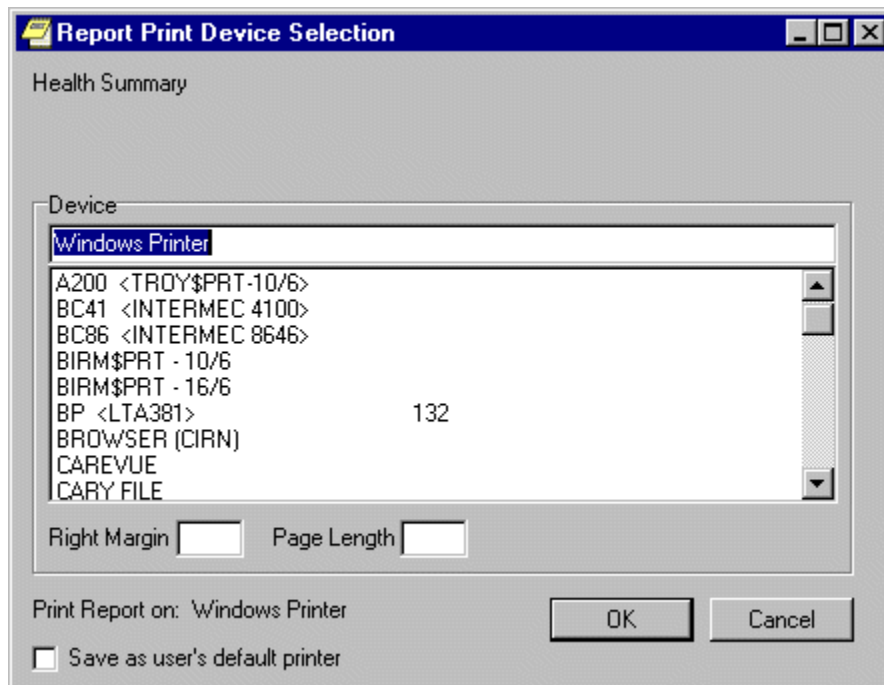 Report Print Device Selection
Health Summary
Device
Windows Printer
A200 <TROY$PRT-10/6>
BC41 <INTERMEC 4100>
BC86 <INTERMEC 8646>
BIRM$PRT - 10/6
BIRM$PRT - 16/6
BP <LTA381> 132
BROWSER (CIRN)
CAREVUE
CARY FILE
Right Margin Page Length
Print Report on: Windows Printer
OK Cancel
Save as user's default printer